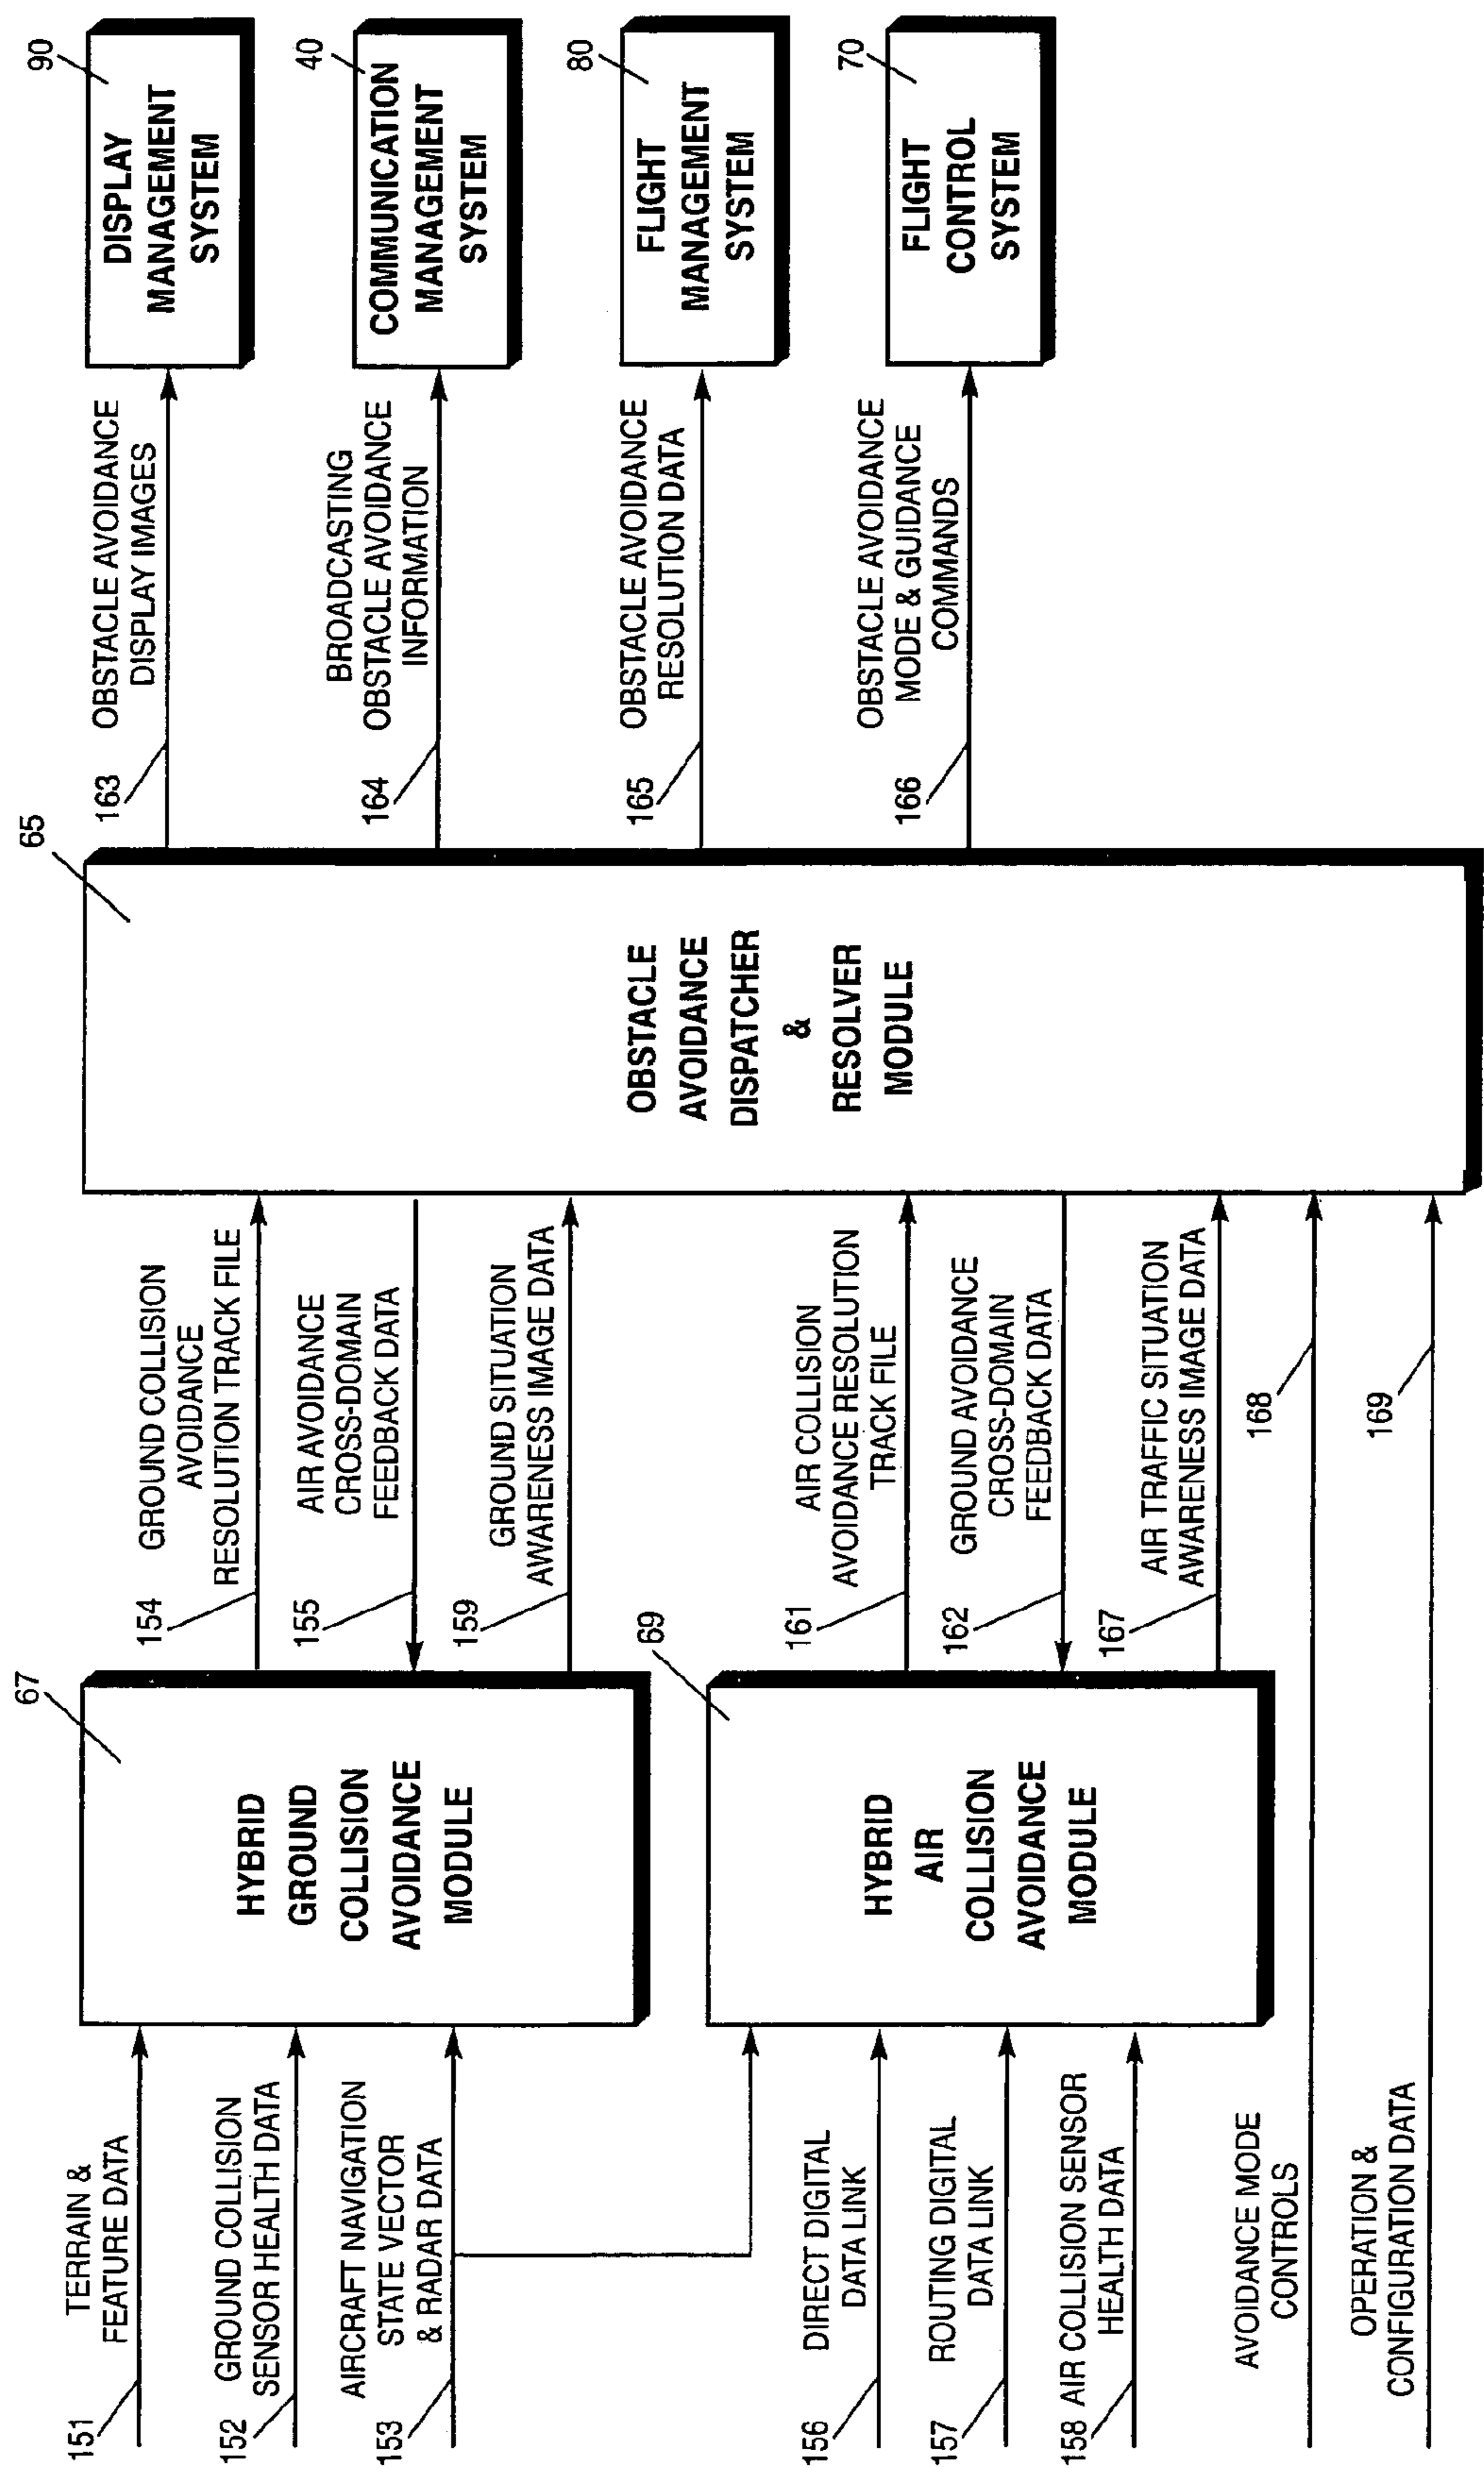 151
TERRAIN &
FEATURE DATA
152
GROUND COLLISION
SENSOR HEALTH DATA
153
AIRCRAFT NAVIGATION
STATE VECTOR
& RADAR DATA
156
DIRECT DIGITAL
DATA LINK
157
ROUTING DIGITAL
DATA LINK
158
AIR COLLISION SENSOR
HEALTH DATA
AVOIDANCE MODE
CONTROLS
OPERATION &
CONFIGURATION DATA
67
HYBRID
GROUND
COLLISION
AVOIDANCE
MODULE
69
HYBRID
AIR
COLLISION
AVOIDANCE
MODULE
154
GROUND COLLISION
AVOIDANCE
RESOLUTION TRACK FILE
155
AIR AVOIDANCE
CROSS-DOMAIN
FEEDBACK DATA
159
GROUND SITUATION
AWARENESS IMAGE DATA
161
AIR COLLISION
AVOIDANCE RESOLUTION
TRACK FILE
162
GROUND AVOIDANCE
CROSS-DOMAIN
FEEDBACK DATA
167
AIR TRAFFIC SITUATION
AWARENESS IMAGE DATA
168
169
65
OBSTACLE
AVOIDANCE
DISPATCHER
&
RESOLVER
MODULE
163
OBSTACLE AVOIDANCE
DISPLAY IMAGES
164
BROADCASTING
OBSTACLE AVOIDANCE
INFORMATION
165
OBSTACLE AVOIDANCE
RESOLUTION DATA
166
OBSTACLE AVOIDANCE
MODE & GUIDANCE
COMMANDS
90
DISPLAY
MANAGEMENT
SYSTEM
40
COMMUNICATION
MANAGEMENT
SYSTEM
80
FLIGHT
MANAGEMENT
SYSTEM
70
FLIGHT
CONTROL
SYSTEM